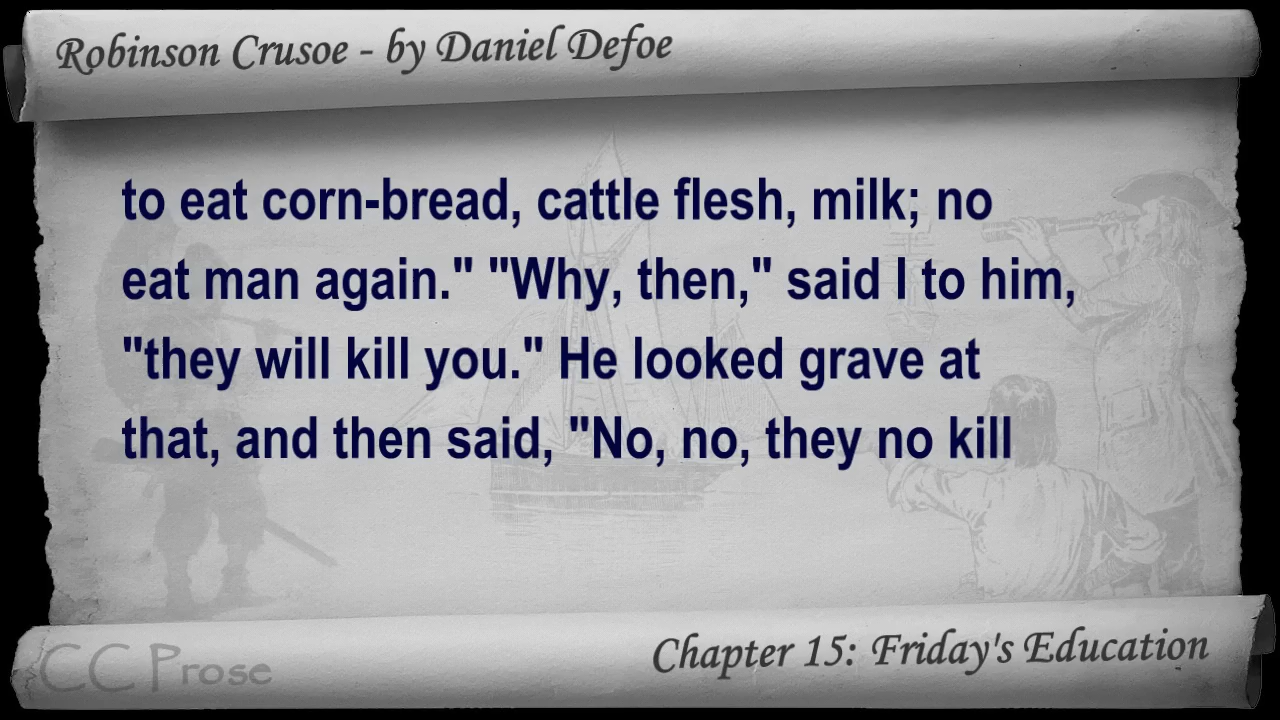 Robinson Crusoe - by Daniel Defoe
to eat corn-bread, cattle flesh, milk; no
eat man again." "Why, then," said I to him,
"they will kill you." He looked grave at
that, and then said, "No, no, they no kill
Chapter 15: Friday's Education
CC Prose